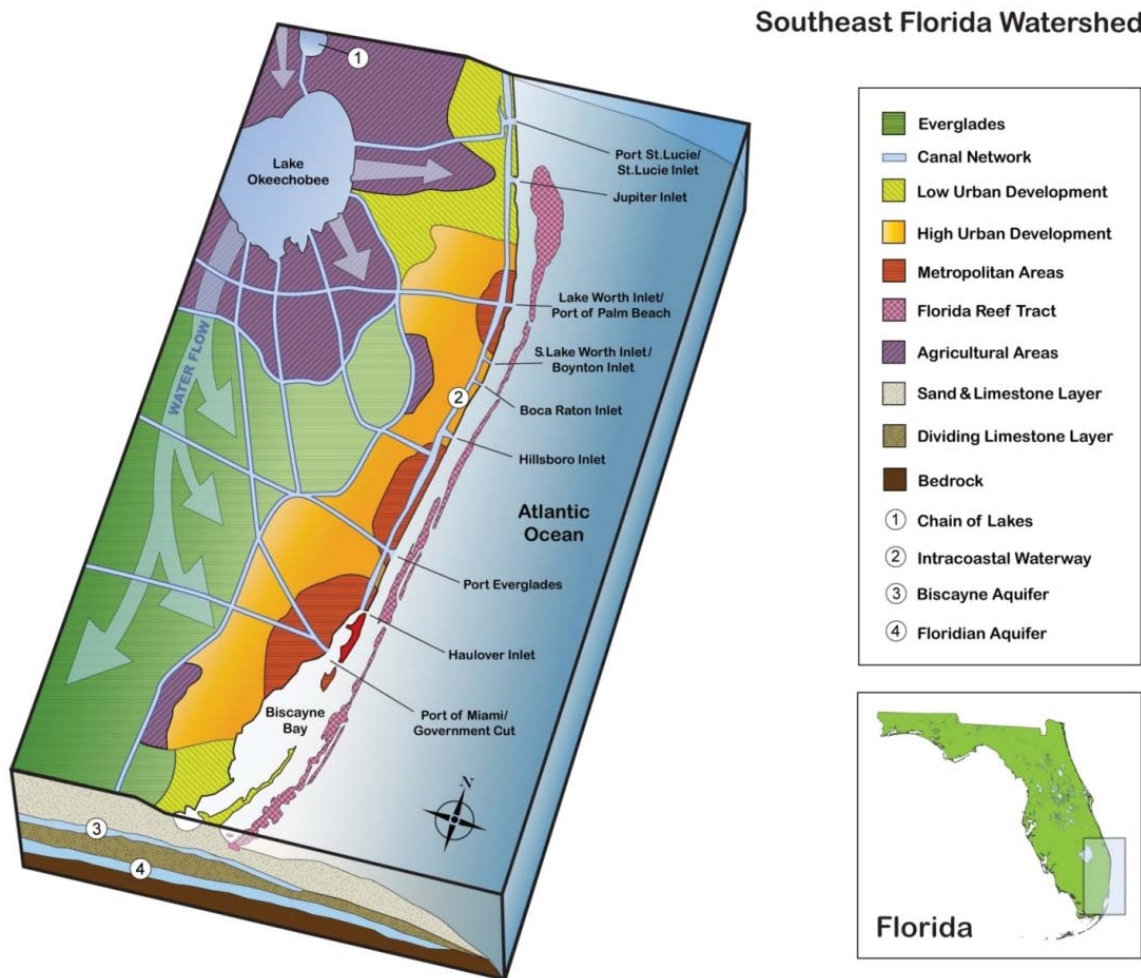 Southeast Florida Watershed
1
Lake
Okeechobee
Port St.Lucie/
St.Lucie Inlet
Jupiter Inlet
Lake Worth Inlet/
Port of Palm Beach
WATER FLOW
S.Lake Worth Inlet/
Boynton Inlet
2
Boca Raton Inlet
Hillsboro Inlet
Atlantic
Ocean
Port Everglades
Haulover Inlet
Biscayne
Bay
Port of Miami/
Government Cut
N
3
4
Everglades
Canal Network
Low Urban Development
High Urban Development
Metropolitan Areas
Florida Reef Tract
Agricultural Areas
Sand & Limestone Layer
Dividing Limestone Layer
Bedrock
1 Chain of Lakes
2 Intracoastal Waterway
3 Biscayne Aquifer
4 Floridian Aquifer
Florida